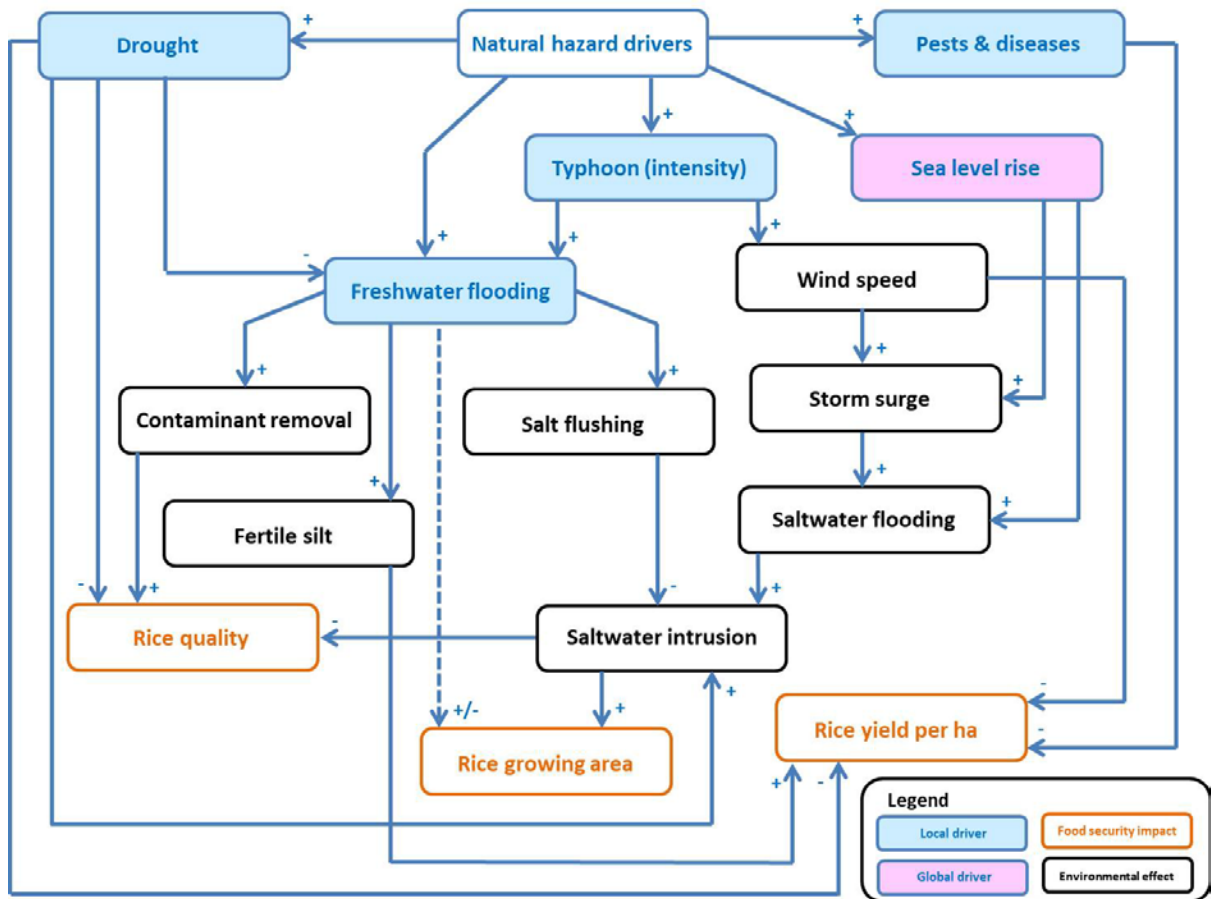 +
+
Drought
Natural hazard drivers
Pests & diseases
+
+
Typhoon (intensity)
Sea level rise
+
+
+
-
Wind speed
Freshwater flooding
+
+
+
+
Storm surge
Contaminant removal
Salt flushing
+
+
+
Fertile silt
Saltwater flooding
-
+
-
+
Rice quality
-
Saltwater intrusion
+
-
+/-
+
Rice yield per ha
-
Rice growing area
+
-
Legend
Local driver
Food security impact
Global driver
Environmental effect